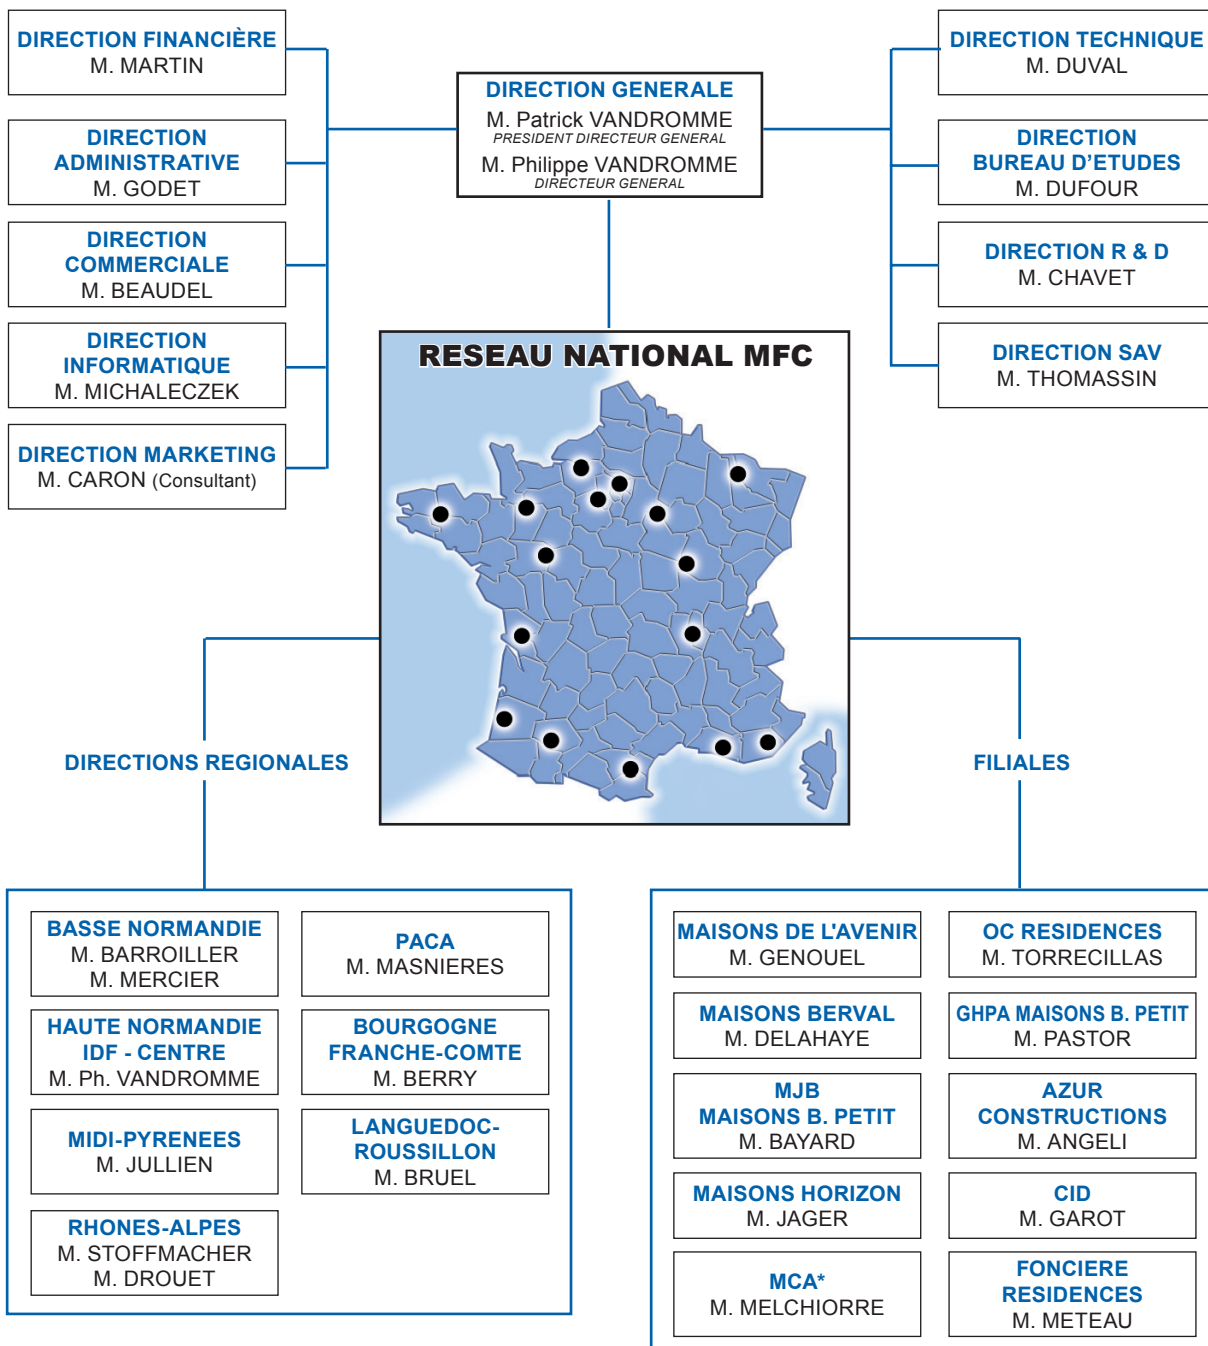 DIRECTION FINANCIÈRE
M. MARTIN
DIRECTION
ADMINISTRATIVE
M. GODET
DIRECTION
COMMERCIALE
M. BEAUDEL
DIRECTION
INFORMATIQUE
M. MICHALECZEK
DIRECTION MARKETING
M. CARON (Consultant)
DIRECTION GENERALE
M. Patrick VANDROMME
PRESIDENT DIRECTEUR GENERAL
M. Philippe VANDROMME
DIRECTEUR GENERAL
DIRECTION TECHNIQUE
M. DUVAL
DIRECTION
BUREAU D'ETUDES
M. DUFOUR
DIRECTION R & D
M. CHAVET
DIRECTION SAV
M. THOMASSIN
RESEAU NATIONAL MFC
DIRECTIONS REGIONALES
FILIALES
BASSE NORMANDIE
M. BARROILLER
M. MERCIER
PACA
M. MASNIERES
HAUTE NORMANDIE
IDF - CENTRE
M. Ph. VANDROMME
BOURGOGNE
FRANCHE-COMTE
M. BERRY
MIDI-PYRENEES
M. JULLIEN
LANGUEDOC-
ROUSSILLON
M. BRUEL
RHONES-ALPES
M. STOFFMACHER
M. DROUET
MAISONS DE L'AVENIR
M. GENOUEL
OC RESIDENCES
M. TORRECILLAS
MAISONS BERVAL
M. DELAHAYE
GHPA MAISONS B. PETIT
M. PASTOR
MJB
MAISONS B. PETIT
M. BAYARD
AZUR
CONSTRUCTIONS
M. ANGELI
MAISONS HORIZON
M. JAGER
CID
M. GAROT
MCA*
M. MELCHIORRE
FONCIERE
RESIDENCES
M. METEAU